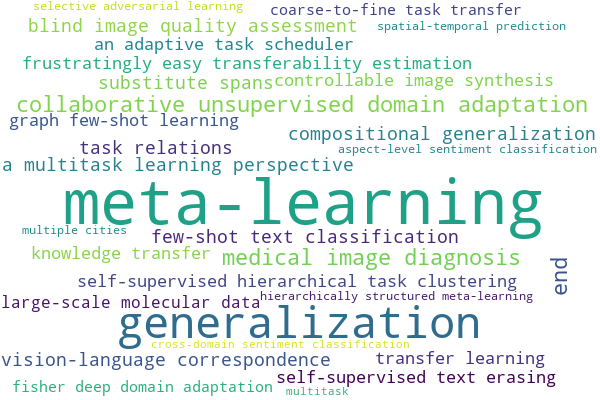 selective adversarial learning
coarse-to-fine task transfer
blind image quality assessment
spatial-temporal prediction
an adaptive task scheduler
frustratingly easy transferability estimation
substitute spans
controllable image synthesis
collaborative unsupervised domain adaptation
graph few-shot learning
compositional generalization
task relations
aspect-level sentiment classification
a multitask learning perspective
meta-learning
multiple cities
few-shot text classification
knowledge transfer
medical image diagnosis
end
self-supervised hierarchical task clustering
large-scale molecular data
hierarchically structured meta-learning
generalization
cross-domain sentiment classification
vision-language correspondence
transfer learning
self-supervised text erasing
fisher deep domain adaptation
multitask